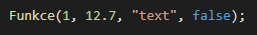 Funkce(1, 12.7, "text", false);